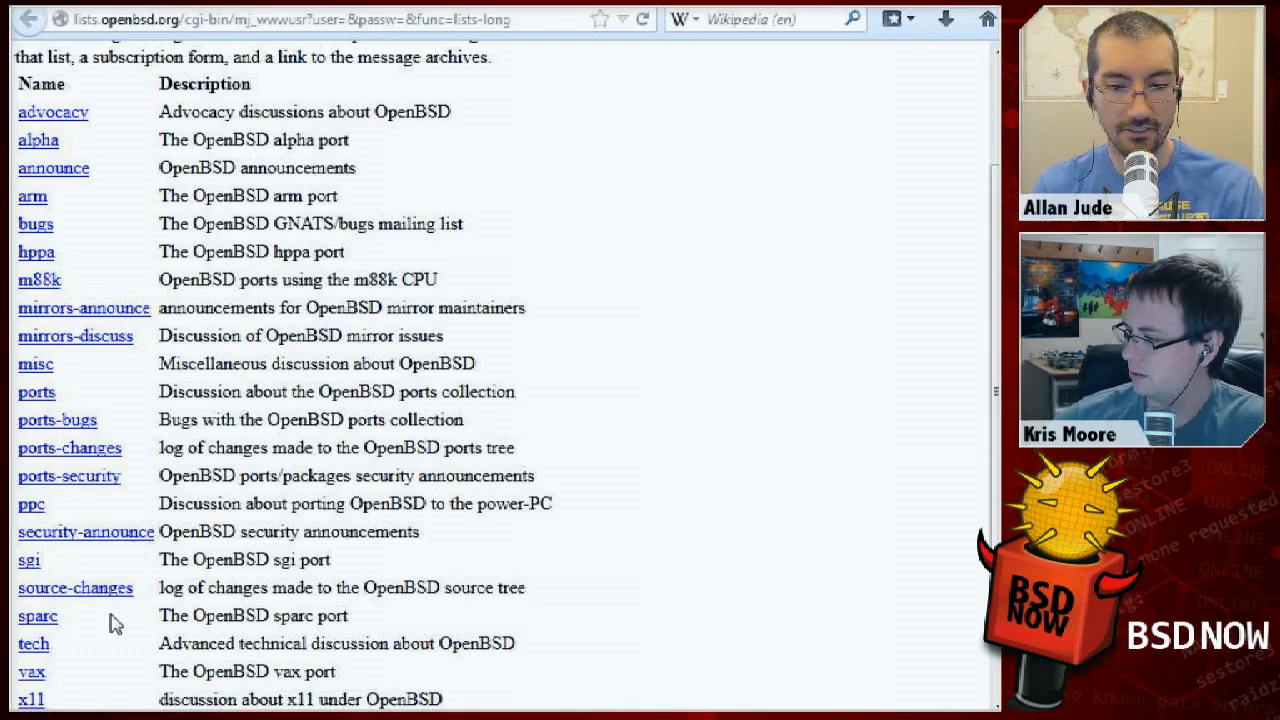 lists.openbsd.org/cgi-bin/mj_wwwusr?user=&passw=&func=lists-long
Wikipedia (en)
that list, a subscription form, and a link to the message archives.
Name Description
advocacy Advocacy discussions about OpenBSD
alpha The OpenBSD alpha port
announce OpenBSD announcements
arm The OpenBSD arm port
bugs The OpenBSD GNATS/bugs mailing list
hppa The OpenBSD hppa port
m88k OpenBSD ports using the m88k CPU
mirrors-announce announcements for OpenBSD mirror maintainers
mirrors-discuss Discussion of OpenBSD mirror issues
misc Miscellaneous discussion about OpenBSD
ports Discussion about the OpenBSD ports collection
ports-bugs Bugs with the OpenBSD ports collection
ports-changes log of changes made to the OpenBSD ports tree
ports-security OpenBSD ports/packages security announcements
ppc Discussion about porting OpenBSD to the power-PC
security-announce OpenBSD security announcements
sgi The OpenBSD sgi port
source-changes log of changes made to the OpenBSD source tree
sparc The OpenBSD sparc port
tech Advanced technical discussion about OpenBSD
vax The OpenBSD vax port
x11 discussion about x11 under OpenBSD
Allan Jude
Kris Moore
BSD
NOW
BSD NOW